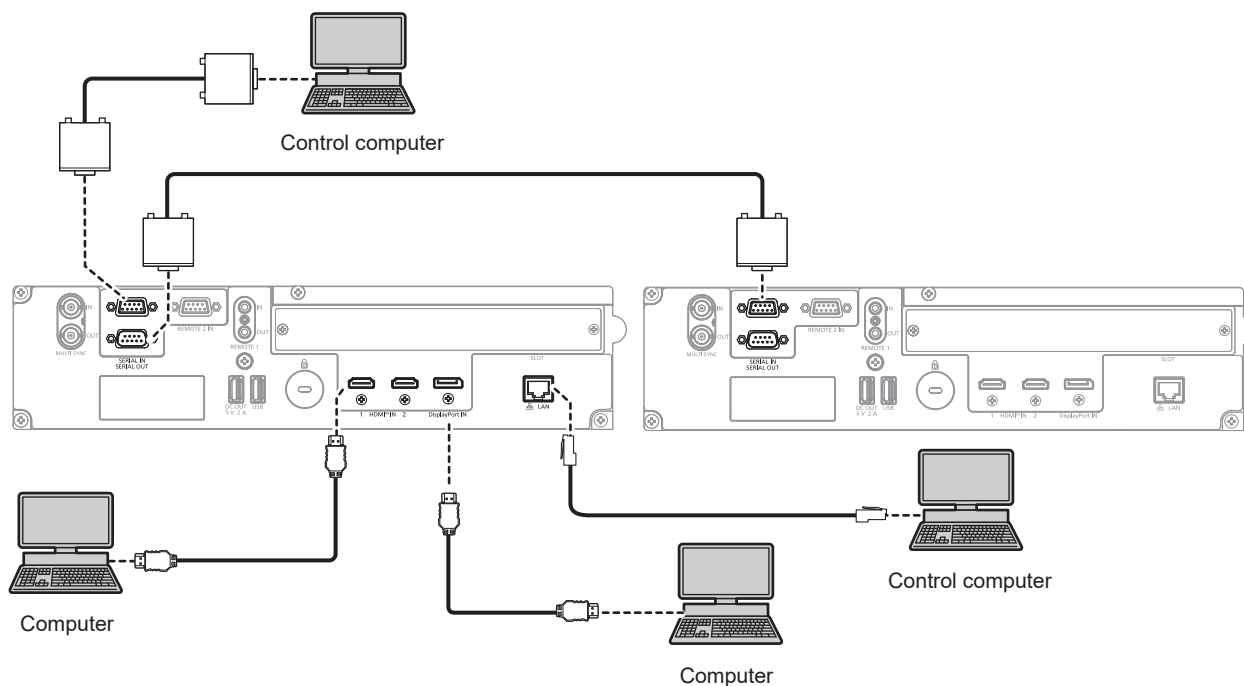 Control computer
IN
OUT
MULTI SYNC
REMOTE 2 IN
SERIAL IN
SERIAL OUT
IN
OUT
REMOTE 1
SLOT
DC OUT
5 V 2 A
USB
1 HDMI™ IN 2
DisplayPort IN
LAN
IN
OUT
MULTI SYNC
REMOTE 2 IN
SERIAL IN
SERIAL OUT
IN
OUT
REMOTE 1
SLOT
DC OUT
5 V 2 A
USB
1 HDMI™ IN 2
DisplayPort IN
LAN
Computer
Computer
Control computer